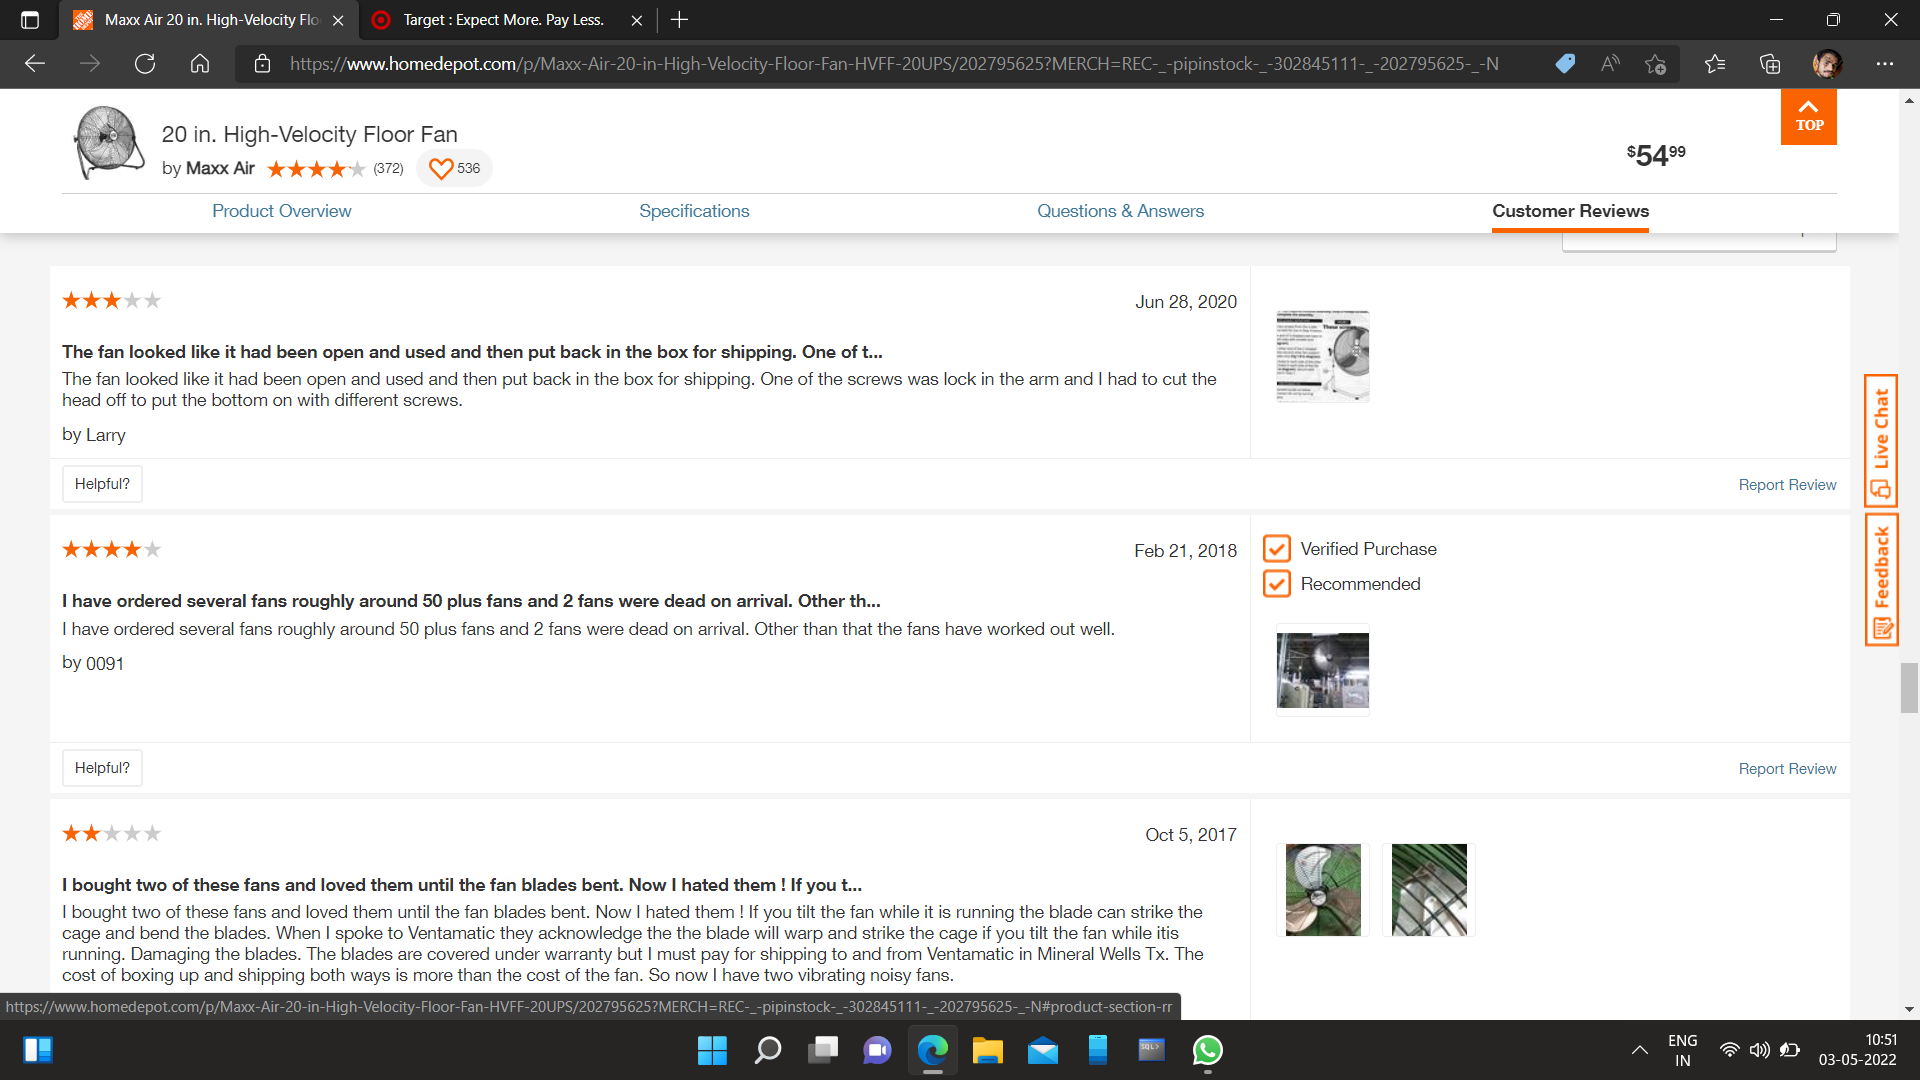 Maxx Air 20 in. High-Velocity Flo
Target : Expect More. Pay Less.
https://www.homedepot.com/p/Maxx-Air-20-in-High-Velocity-Floor-Fan-HVFF-20UPS/202795625?MERCH=REC-_-pipinstock-_-302845111-_-202795625-_-N
20 in. High-Velocity Floor Fan
by Maxx Air (372) 536
$54 99
TOP
Product Overview Specifications Questions & Answers Customer Reviews
Jun 28, 2020
The fan looked like it had been open and used and then put back in the box for shipping. One of t...
The fan looked like it had been open and used and then put back in the box for shipping. One of the screws was lock in the arm and I had to cut the
head off to put the bottom on with different screws.
by Larry
Helpful? Report Review
Live Chat
Feedback
Feb 21, 2018
Verified Purchase
Recommended
I have ordered several fans roughly around 50 plus fans and 2 fans were dead on arrival. Other th...
I have ordered several fans roughly around 50 plus fans and 2 fans were dead on arrival. Other than that the fans have worked out well.
by 0091
Helpful? Report Review
Oct 5, 2017
I bought two of these fans and loved them until the fan blades bent. Now I hated them ! If you t...
I bought two of these fans and loved them until the fan blades bent. Now I hated them ! If you tilt the fan while it is running the blade can strike the
cage and bend the blades. When I spoke to Ventamatic they acknowledge the the blade will warp and strike the cage if you tilt the fan while itis
running. Damaging the blades. The blades are covered under warranty but I must pay for shipping to and from Ventamatic in Mineral Wells Tx. The
cost of boxing up and shipping both ways is more than the cost of the fan. So now I have two vibrating noisy fans.
https://www.homedepot.com/p/Maxx-Air-20-in-High-Velocity-Floor-Fan-HVFF-20UPS/202795625?MERCH=REC-_-pipinstock-_-302845111-_-202795625-_-N#product-section-rr
ENG
IN
10:51
03-05-2022